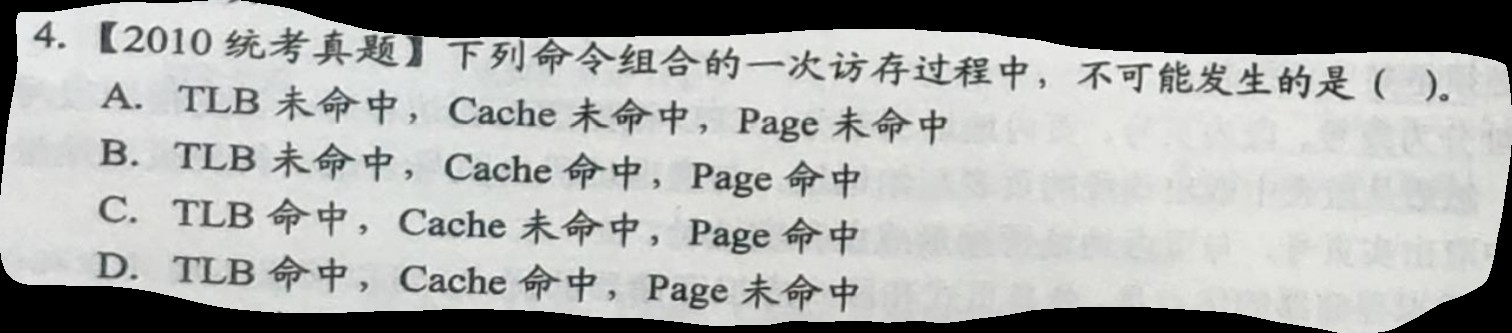 4. 【2010 统考真题】下列命令组合的一次访存过程中，不可能发生的是（ ）。
A. TLB 未命中，Cache 未命中，Page 未命中
B. TLB 未命中，Cache 命中，Page 命中
C. TLB 命中，Cache 未命中，Page 命中
D. TLB 命中，Cache 命中，Page 未命中